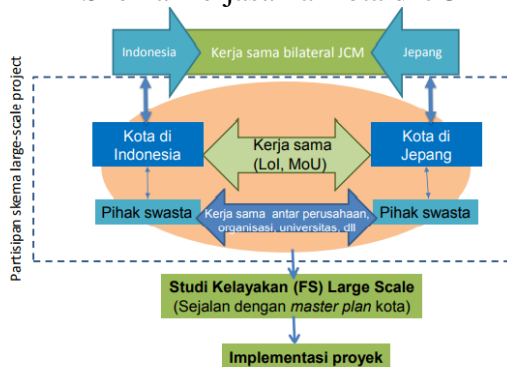 Indonesia
Kerja sama bilateral JCM
Jepang
Partisipan skema large-scale project
Kota di
Indonesia
Kerja sama
(LoI, MoU)
Kota di
Jepang
Pihak swasta
Kerja sama antar perusahaan,
organisasi, universitas, dll
Pihak swasta
Studi Kelayakan (FS) Large Scale
(Sejalan dengan master plan kota)
Implementasi proyek